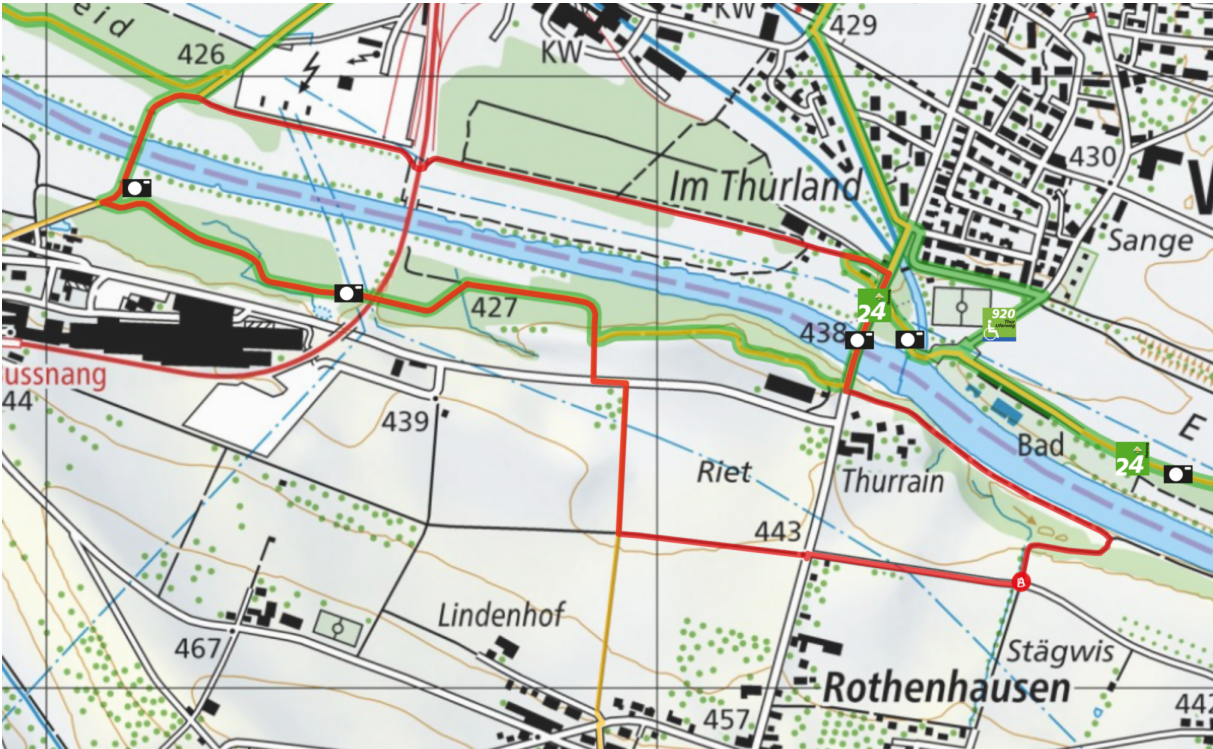 eid
KW
429
426
KW
430
Im Thurland
Sange
24
920
427
438
ussnang
44
439
E
Bad
24
Riet
Thurrain
443
B
Lindenhof
467
Stägwis
Rothenhausen
457
442